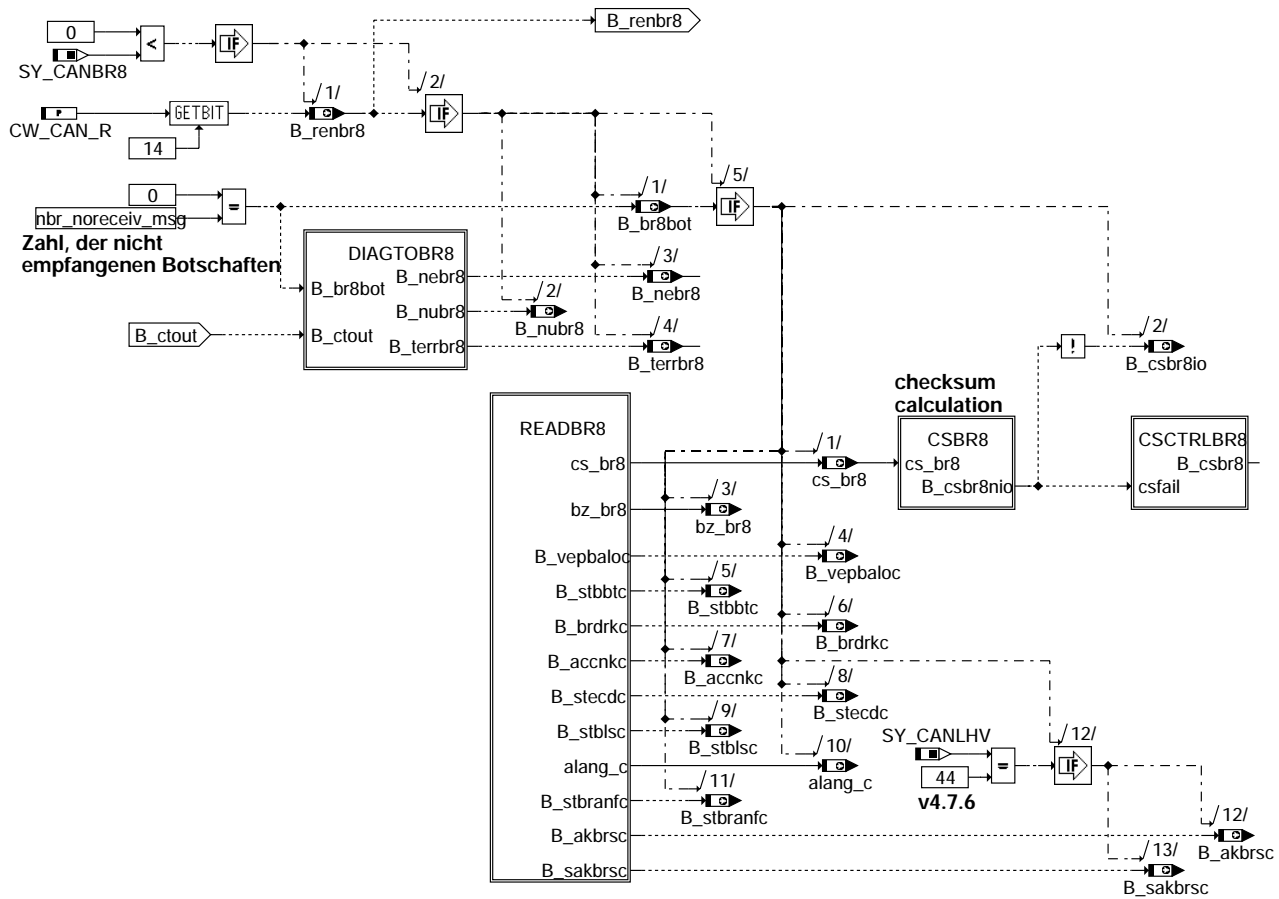 0
SY_CANBR8
<
IF
B_renbr8
CW_CAN_R
GETBIT
14
/1/
B_renbr8
/2/
IF
0
nbr_noreceiv_msg
=
Zahl, der nicht
empfangenen Botschaften
B_ctout
DIAGTOBR8
B_br8bot
B_ctout
B_nebr8
B_nubr8
B_terrbr8
/1/
B_br8bot
/5/
IF
/3/
B_nebr8
/2/
B_nubr8
/4/
B_terrbr8
!
/2/
B_csbr8io
checksum
calculation
CSBR8
cs_br8
B_csbr8nio
CSCTRLBR8
B_csbr8
csfail
READBR8
cs_br8
bz_br8
B_vepbaloc
B_stbbtc
B_brdrkc
B_accnkc
B_stecdc
B_stblsc
alang_c
B_stbranfc
B_akbrsc
B_sakbrsc
/1/
cs_br8
/3/
bz_br8
/4/
B_vepbaloc
/5/
B_stbbtc
/6/
B_brdrkc
/7/
B_accnkc
/8/
B_stecdc
/9/
B_stblsc
/10/
alang_c
/11/
B_stbranfc
SY_CANLHV
44
v4.7.6
=
/12/
IF
/12/
B_akbrsc
/13/
B_sakbrsc